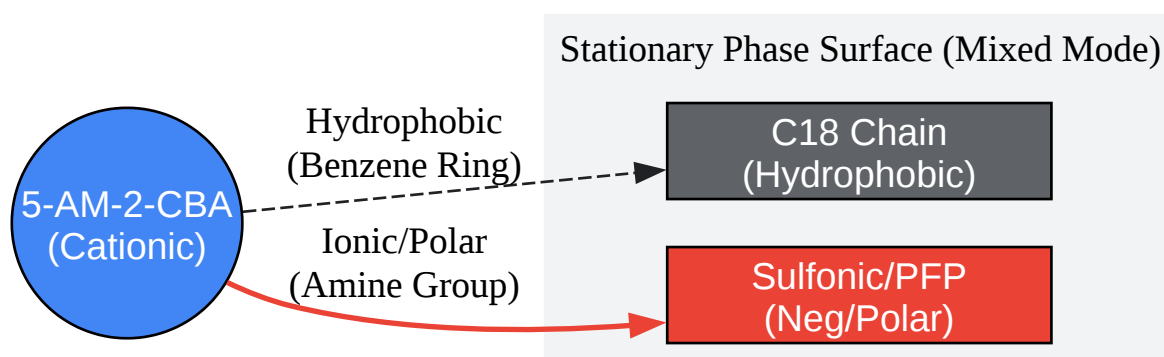 Stationary Phase Surface (Mixed Mode)
Hydrophobic
(Benzene Ring)
C18 Chain
(Hydrophobic)
5-AM-2-CBA
(Cationic)
Ionic/Polar
(Amine Group)
Sulfonic/PFP
(Neg/Polar)